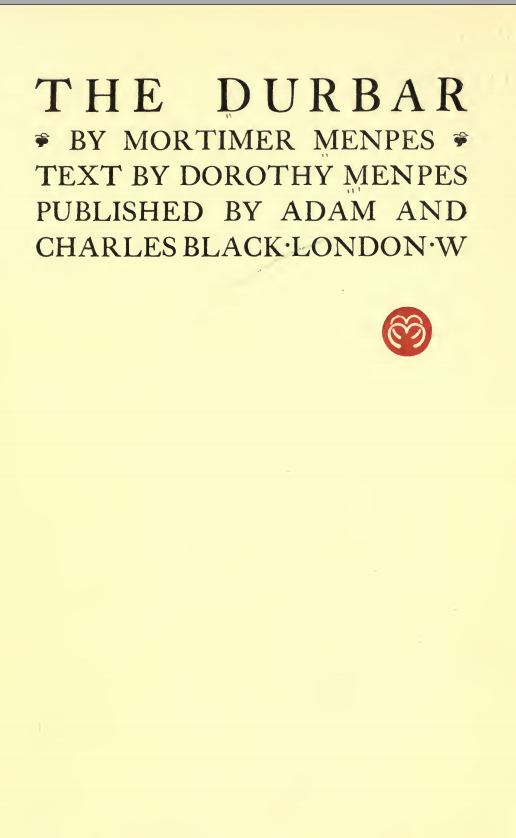 THE DURBAR
❦ BY MORTIMER MENPES ❦
TEXT BY DOROTHY MENPES
PUBLISHED BY ADAM AND
CHARLES BLACK·LONDON·W